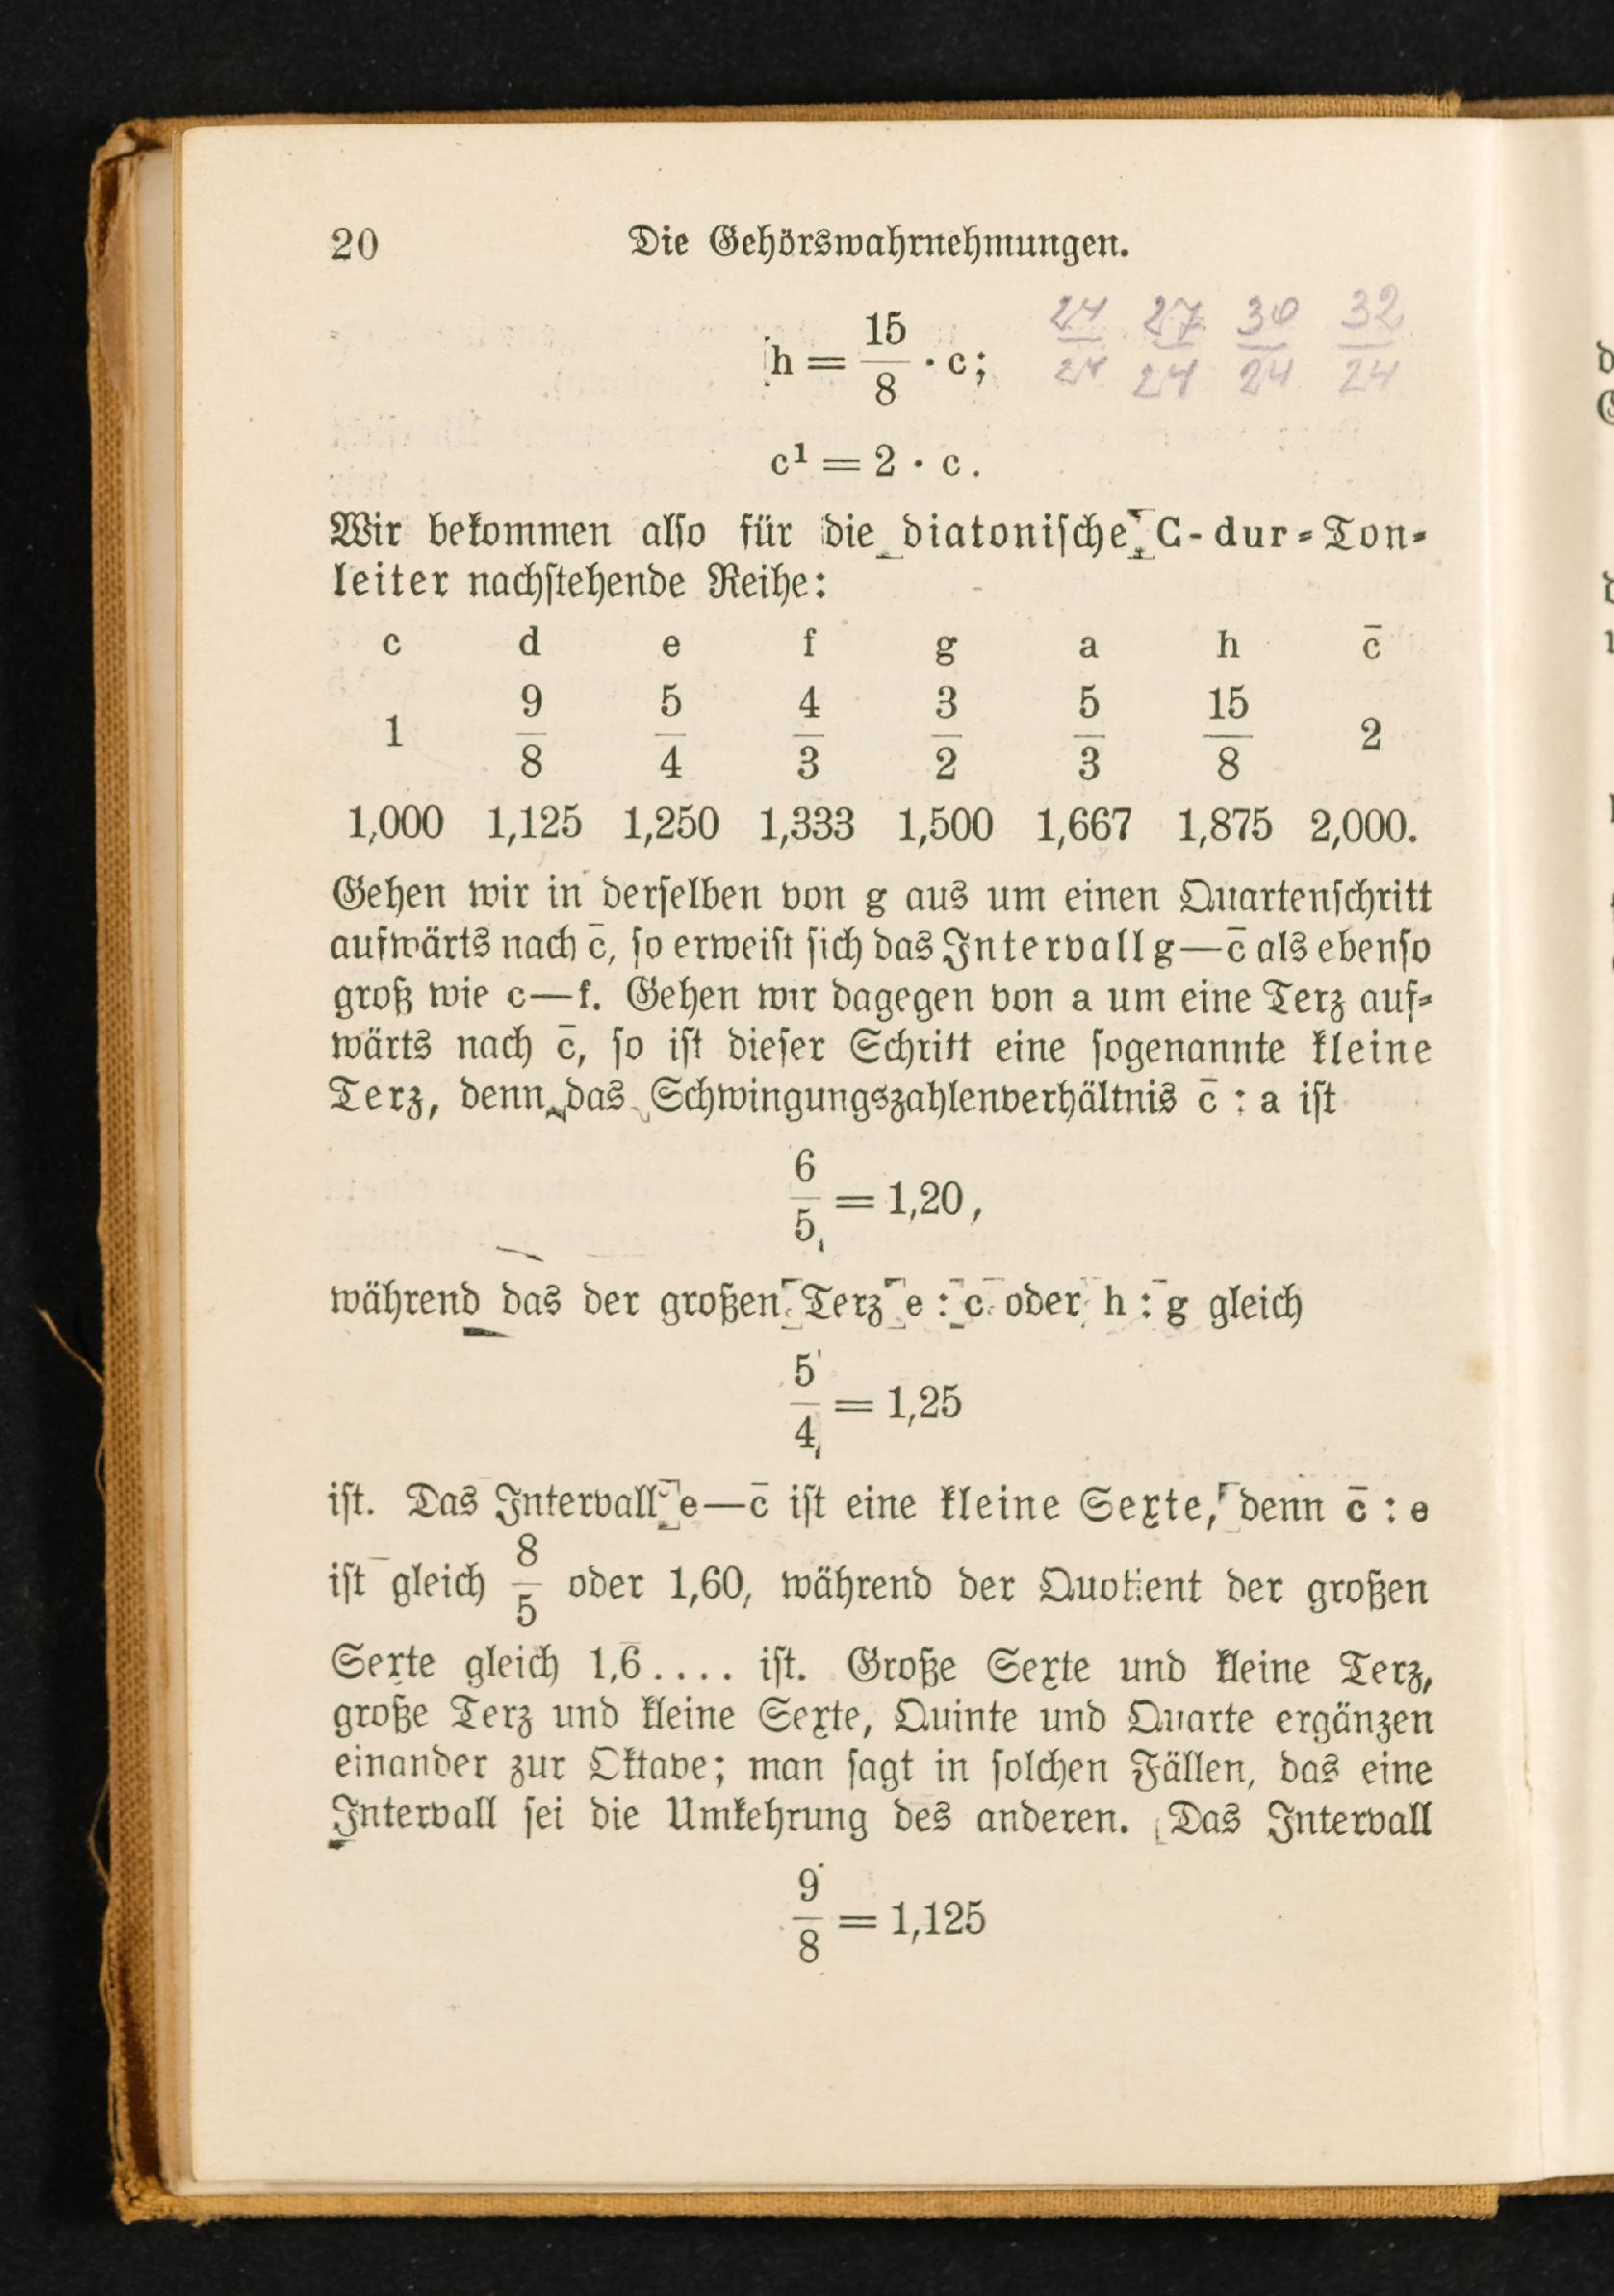 20 Die Gehörswahrnehmungen.
24 27 30 32
24 24 24 24
h = 15/8 · c;
c¹ = 2 · c.
Wir bekommen also für die diatonische C-dur-Ton-
leiter nachstehende Reihe:
c d e f g a h c̄
1 9/8 5/4 4/3 3/2 5/3 15/8 2
1,000 1,125 1,250 1,333 1,500 1,667 1,875 2,000.
Gehen wir in derselben von g aus um einen Quartenschritt
aufwärts nach c̄, so erweist sich das Intervall g—c̄ als ebenso
groß wie c—f. Gehen wir dagegen von a um eine Terz auf-
wärts nach c̄, so ist dieser Schritt eine sogenannte kleine
Terz, denn das Schwingungszahlenverhältnis c̄ : a ist
6/5 = 1,20,
während das der großen Terz e : c oder h : g gleich
5/4 = 1,25
ist. Das Intervall e—c̄ ist eine kleine Sexte, denn c̄ : e
ist gleich 8/5 oder 1,60, während der Quotient der großen
Sexte gleich 1,6̄.... ist. Große Sexte und kleine Terz,
große Terz und kleine Sexte, Quinte und Quarte ergänzen
einander zur Oktave; man sagt in solchen Fällen, das eine
Intervall sei die Umkehrung des anderen. Das Intervall
9/8 = 1,125